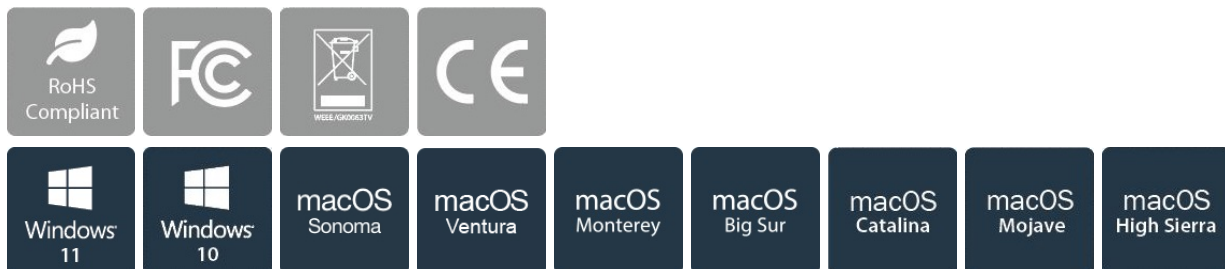 RoHS
Compliant
FC
WEEE/GK0083TV
CE
Windows
11
Windows
10
macOS
Sonoma
macOS
Ventura
macOS
Monterey
macOS
Big Sur
macOS
Catalina
macOS
Mojave
macOS
High Sierra